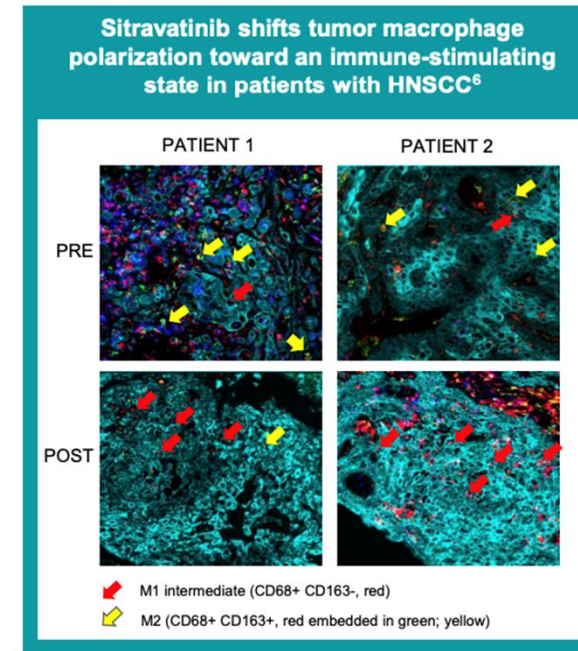 Sitravatinib shifts tumor macrophage
polarization toward an immune-stimulating
state in patients with HNSCC⁶
PATIENT 1
PATIENT 2
PRE
POST
M1 intermediate (CD68+ CD163-, red)
M2 (CD68+ CD163+, red embedded in green; yellow)